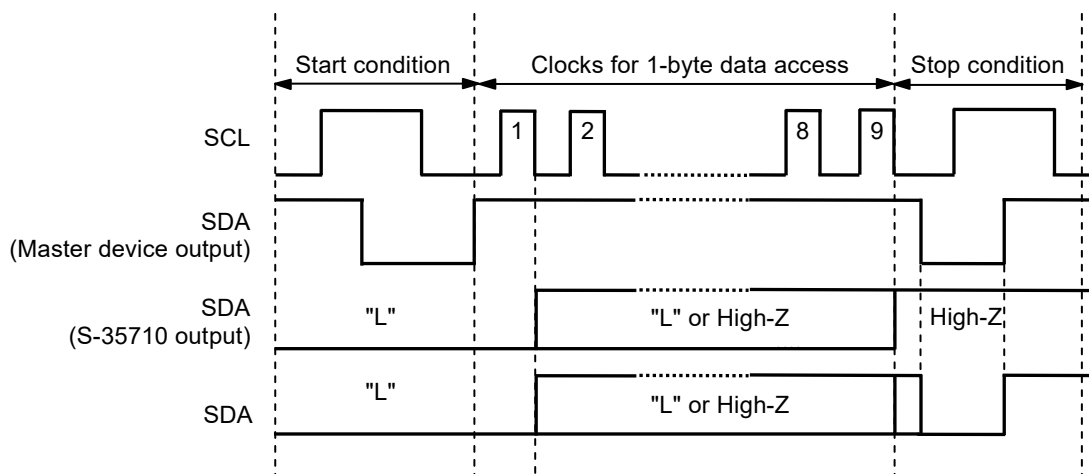 Start condition
Clocks for 1-byte data access
Stop condition
SCL
1
2
8
9
SDA
(Master device output)
SDA
(S-35710 output)
"L"
"L" or High-Z
High-Z
SDA
"L"
"L" or High-Z